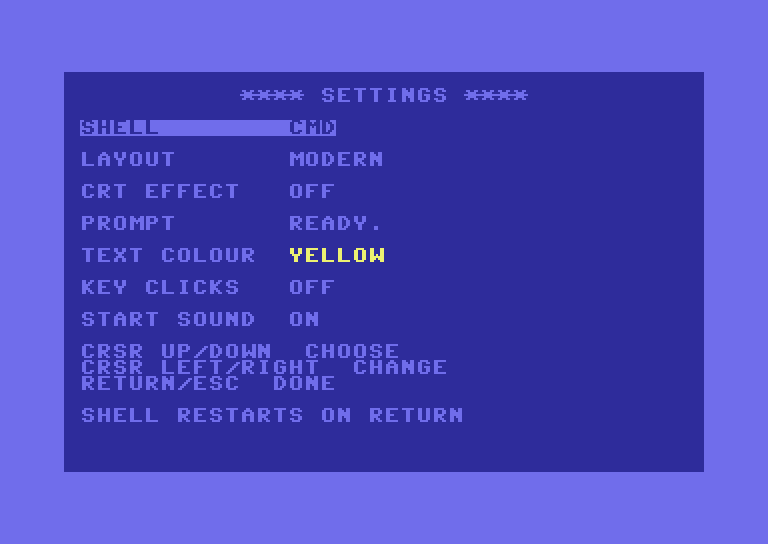 **** SETTINGS ****
SHELL CMD
LAYOUT MODERN
CRT EFFECT OFF
PROMPT READY.
TEXT COLOUR YELLOW
KEY CLICKS OFF
START SOUND ON
CRSR UP/DOWN CHOOSE
CRSR LEFT/RIGHT CHANGE
RETURN/ESC DONE
SHELL RESTARTS ON RETURN